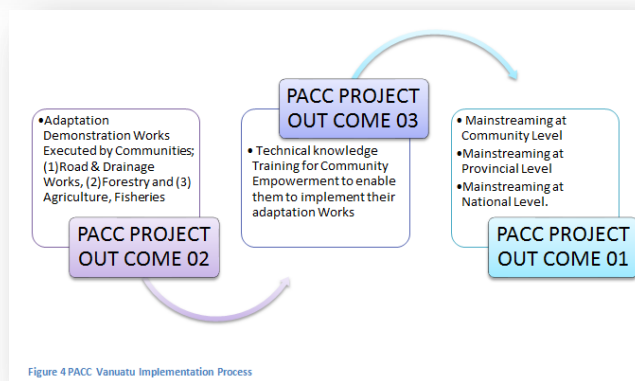 •Adaptation
Demonstration Works
Executed by Communities;
(1)Road & Drainage
Works, (2)Forestry and (3)
Agriculture, Fisheries
PACC PROJECT
OUT COME 02
PACC PROJECT
OUT COME 03
• Technical knowledge
Training for Community
Empowerment to enable
them to implement their
adaptation Works
• Mainstreaming at
Community Level
•Mainstreaming at
Provincial Level
•Mainstreaming at
National Level.
PACC PROJECT
OUT COME 01
Figure 4 PACC Vanuatu Implementation Process